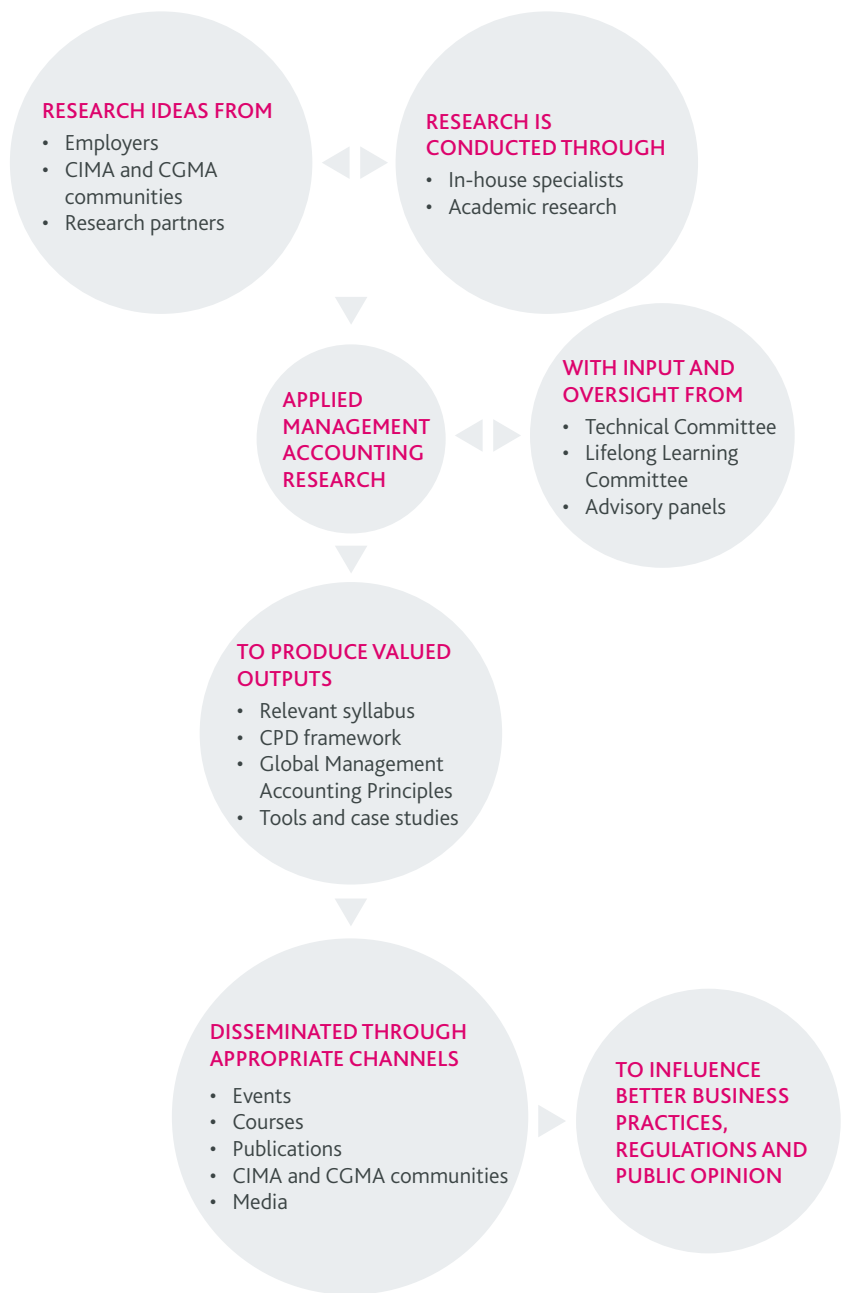 RESEARCH IDEAS FROM
• Employers
• CIMA and CGMA
communities
• Research partners
RESEARCH IS
CONDUCTED THROUGH
• In-house specialists
• Academic research
APPLIED
MANAGEMENT
ACCOUNTING
RESEARCH
WITH INPUT AND
OVERSIGHT FROM
• Technical Committee
• Lifelong Learning
Committee
• Advisory panels
TO PRODUCE VALUED
OUTPUTS
• Relevant syllabus
• CPD framework
• Global Management
Accounting Principles
• Tools and case studies
DISSEMINATED THROUGH
APPROPRIATE CHANNELS
• Events
• Courses
• Publications
• CIMA and CGMA communities
• Media
TO INFLUENCE
BETTER BUSINESS
PRACTICES,
REGULATIONS AND
PUBLIC OPINION